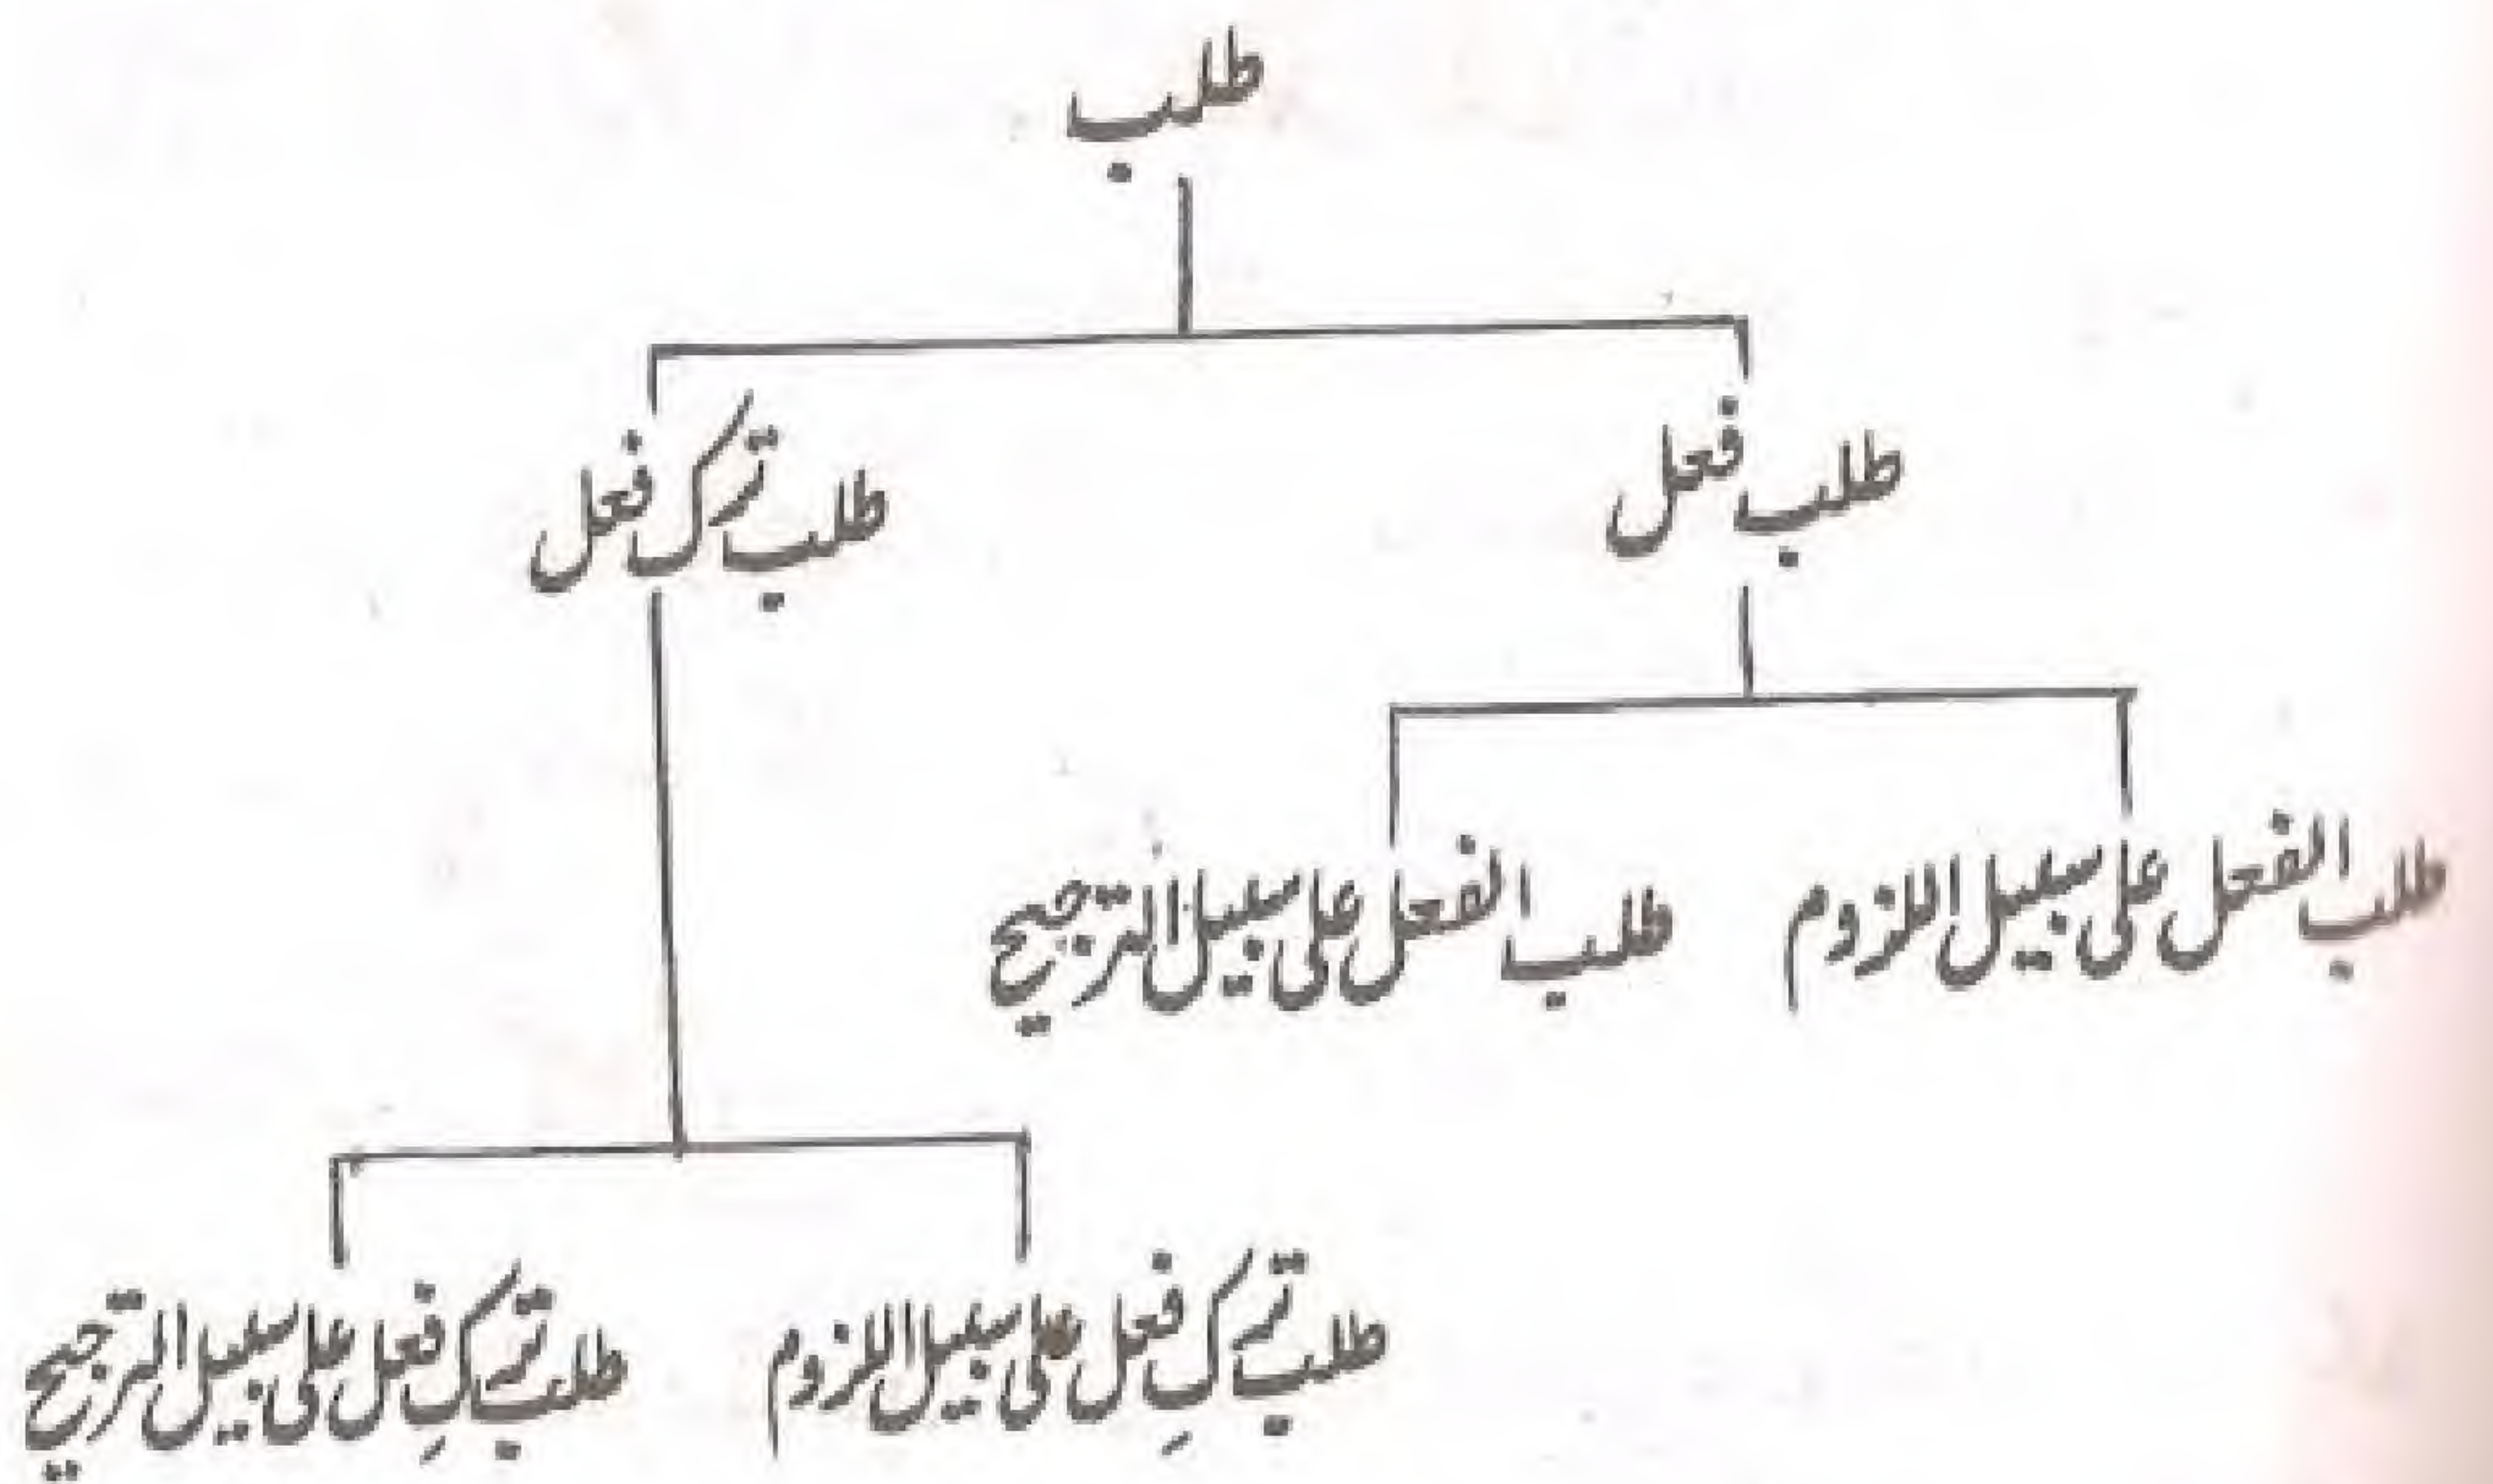 طلب
طلب فعل
طلب ترک فعل
طلب الفعل علی سبیل اللزوم
طلب الفعل علی سبیل الترجیح
طلب ترکِ فعل علی سبیل اللزوم
طلب ترکِ فعل علی سبیل الترجیح